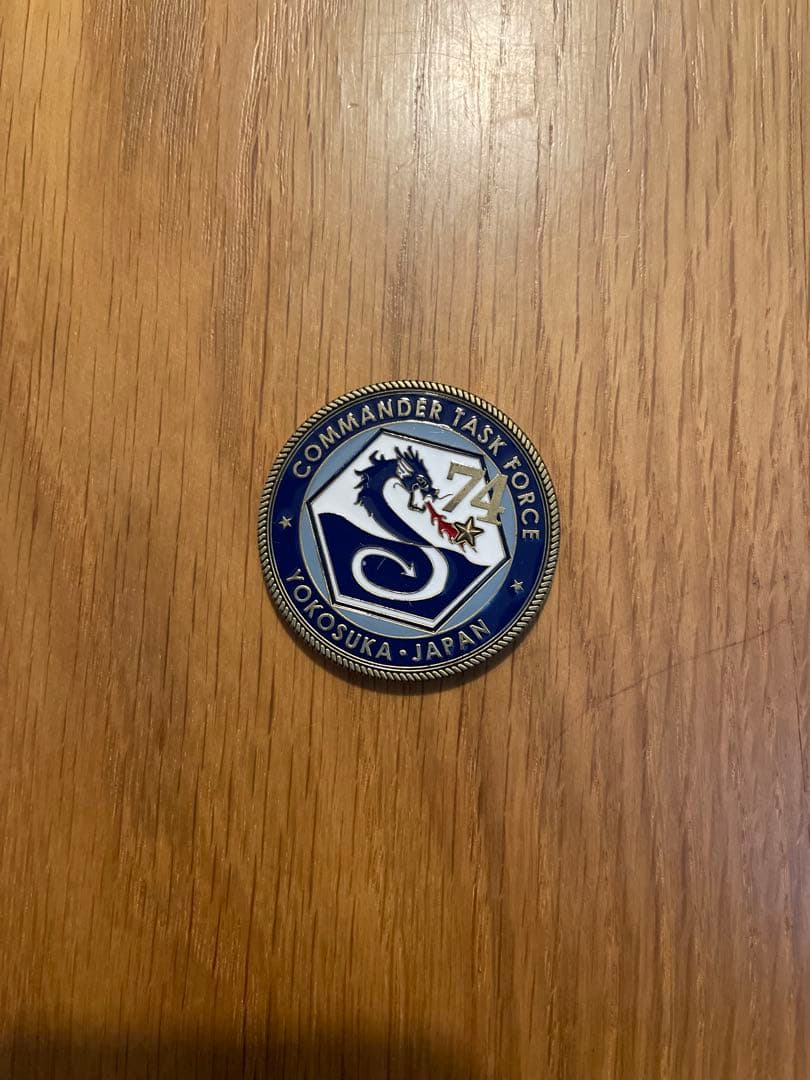 COMMANDER TASK FORCE
74
YOKOSUKA • JAPAN